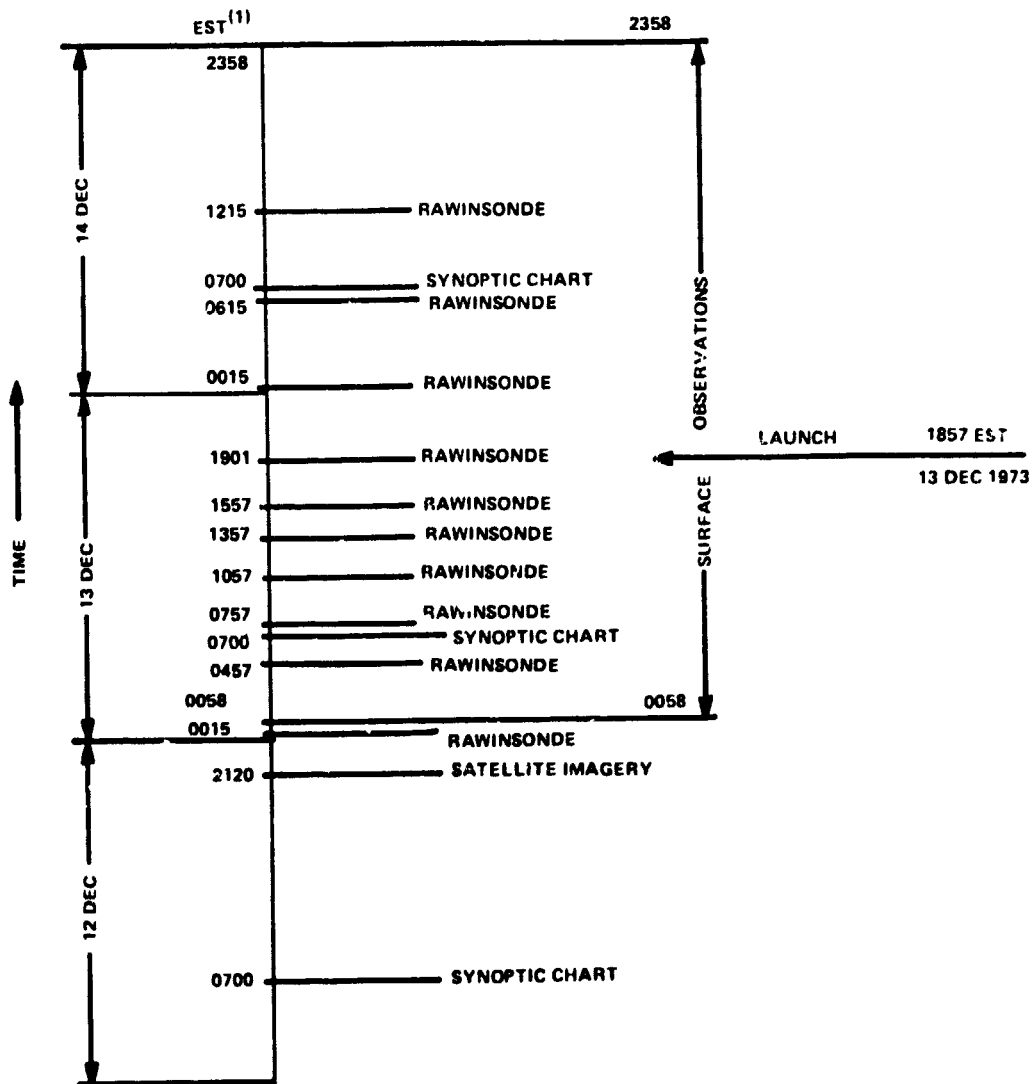 EST(1) 2358
2358
14 DEC
1215 RAWINSONDE
0700 SYNOPTIC CHART
0615 RAWINSONDE
OBSERVATIONS
0015 RAWINSONDE
LAUNCH 1857 EST
13 DEC 1973
1901 RAWINSONDE
SURFACE
1557 RAWINSONDE
1357 RAWINSONDE
TIME
13 DEC
1057 RAWINSONDE
0757 RAWINSONDE
0700 SYNOPTIC CHART
0457 RAWINSONDE
0058 0058
0015 RAWINSONDE
2120 SATELLITE IMAGERY
12 DEC
0700 SYNOPTIC CHART